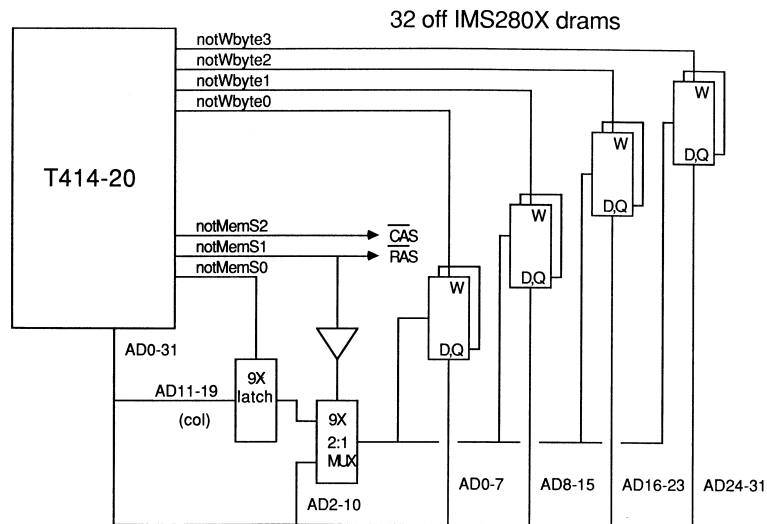 32 off IMS280X drams
notWbyte3
notWbyte2
notWbyte1
notWbyte0
W
D,Q
W
D,Q
W
D,Q
W
D,Q
T414-20
notMemS2
CAS
notMemS1
RAS
notMemS0
AD0-31
AD11-19
(col)
9X
latch
9X
2:1
MUX
AD2-10
AD0-7
AD8-15
AD16-23
AD24-31